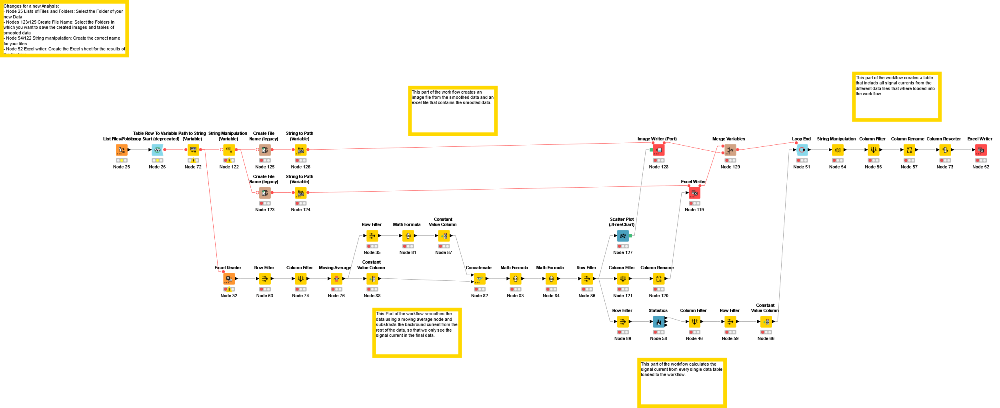 Changes for a new Analysis:
- Node 25 Lists of Files and Folders: Select the Folder of your
new Data
- Nodes 123/125 Create File Name: Select the Folders in
which you want to save the created images and tables of
smooted data
- Node 54/122 String manipulation: Create the correct name
for your files
- Node 52 Excel writer: Create the Excel sheet for the results of
This part of the workflow creates a table
that includs all signal currents from the
different data files that where loaded into
the work flow.
This part of the work flow creates an
image file from the smoothed data and an
excel file that contains the smooted data.
List Files/Folders
Node 25
Table Row To Variable
Loop Start (deprecated)
Node 26
Path to String
(Variable)
Node 72
String Manipulation
(Variable)
Node 122
Create File
Name (legacy)
Node 125
String to Path
(Variable)
Node 126
Image Writer (Port)
Node 128
Merge Variables
Node 129
Loop End
Node 51
String Manipulation
Node 54
Column Filter
Node 56
Column Rename
Node 57
Column Resorter
Node 73
Excel Writer
Node 52
Create File
Name (legacy)
Node 123
String to Path
(Variable)
Node 124
Excel Writer
Node 119
Row Filter
Node 35
Math Formula
Node 81
Constant
Value Column
Node 87
Scatter Plot
(JFreeChart)
Node 127
Excel Reader
Node 32
Row Filter
Node 63
Column Filter
Node 74
Moving Average
Node 76
Constant
Value Column
Node 88
Concatenate
Node 82
Math Formula
Node 83
Math Formula
Node 84
Row Filter
Node 86
Column Filter
Node 121
Column Rename
Node 120
Row Filter
Node 89
Statistics
Node 58
Column Filter
Node 46
Row Filter
Node 59
Constant
Value Column
Node 66
This Part of the workflow smoothes the
data using a moving average node and
substracts the backround current from the
rest of the data, so that we only see the
signal current in the final data.
This part of the workflow calculates the
signal current from every single data table
loaded to the workflow.